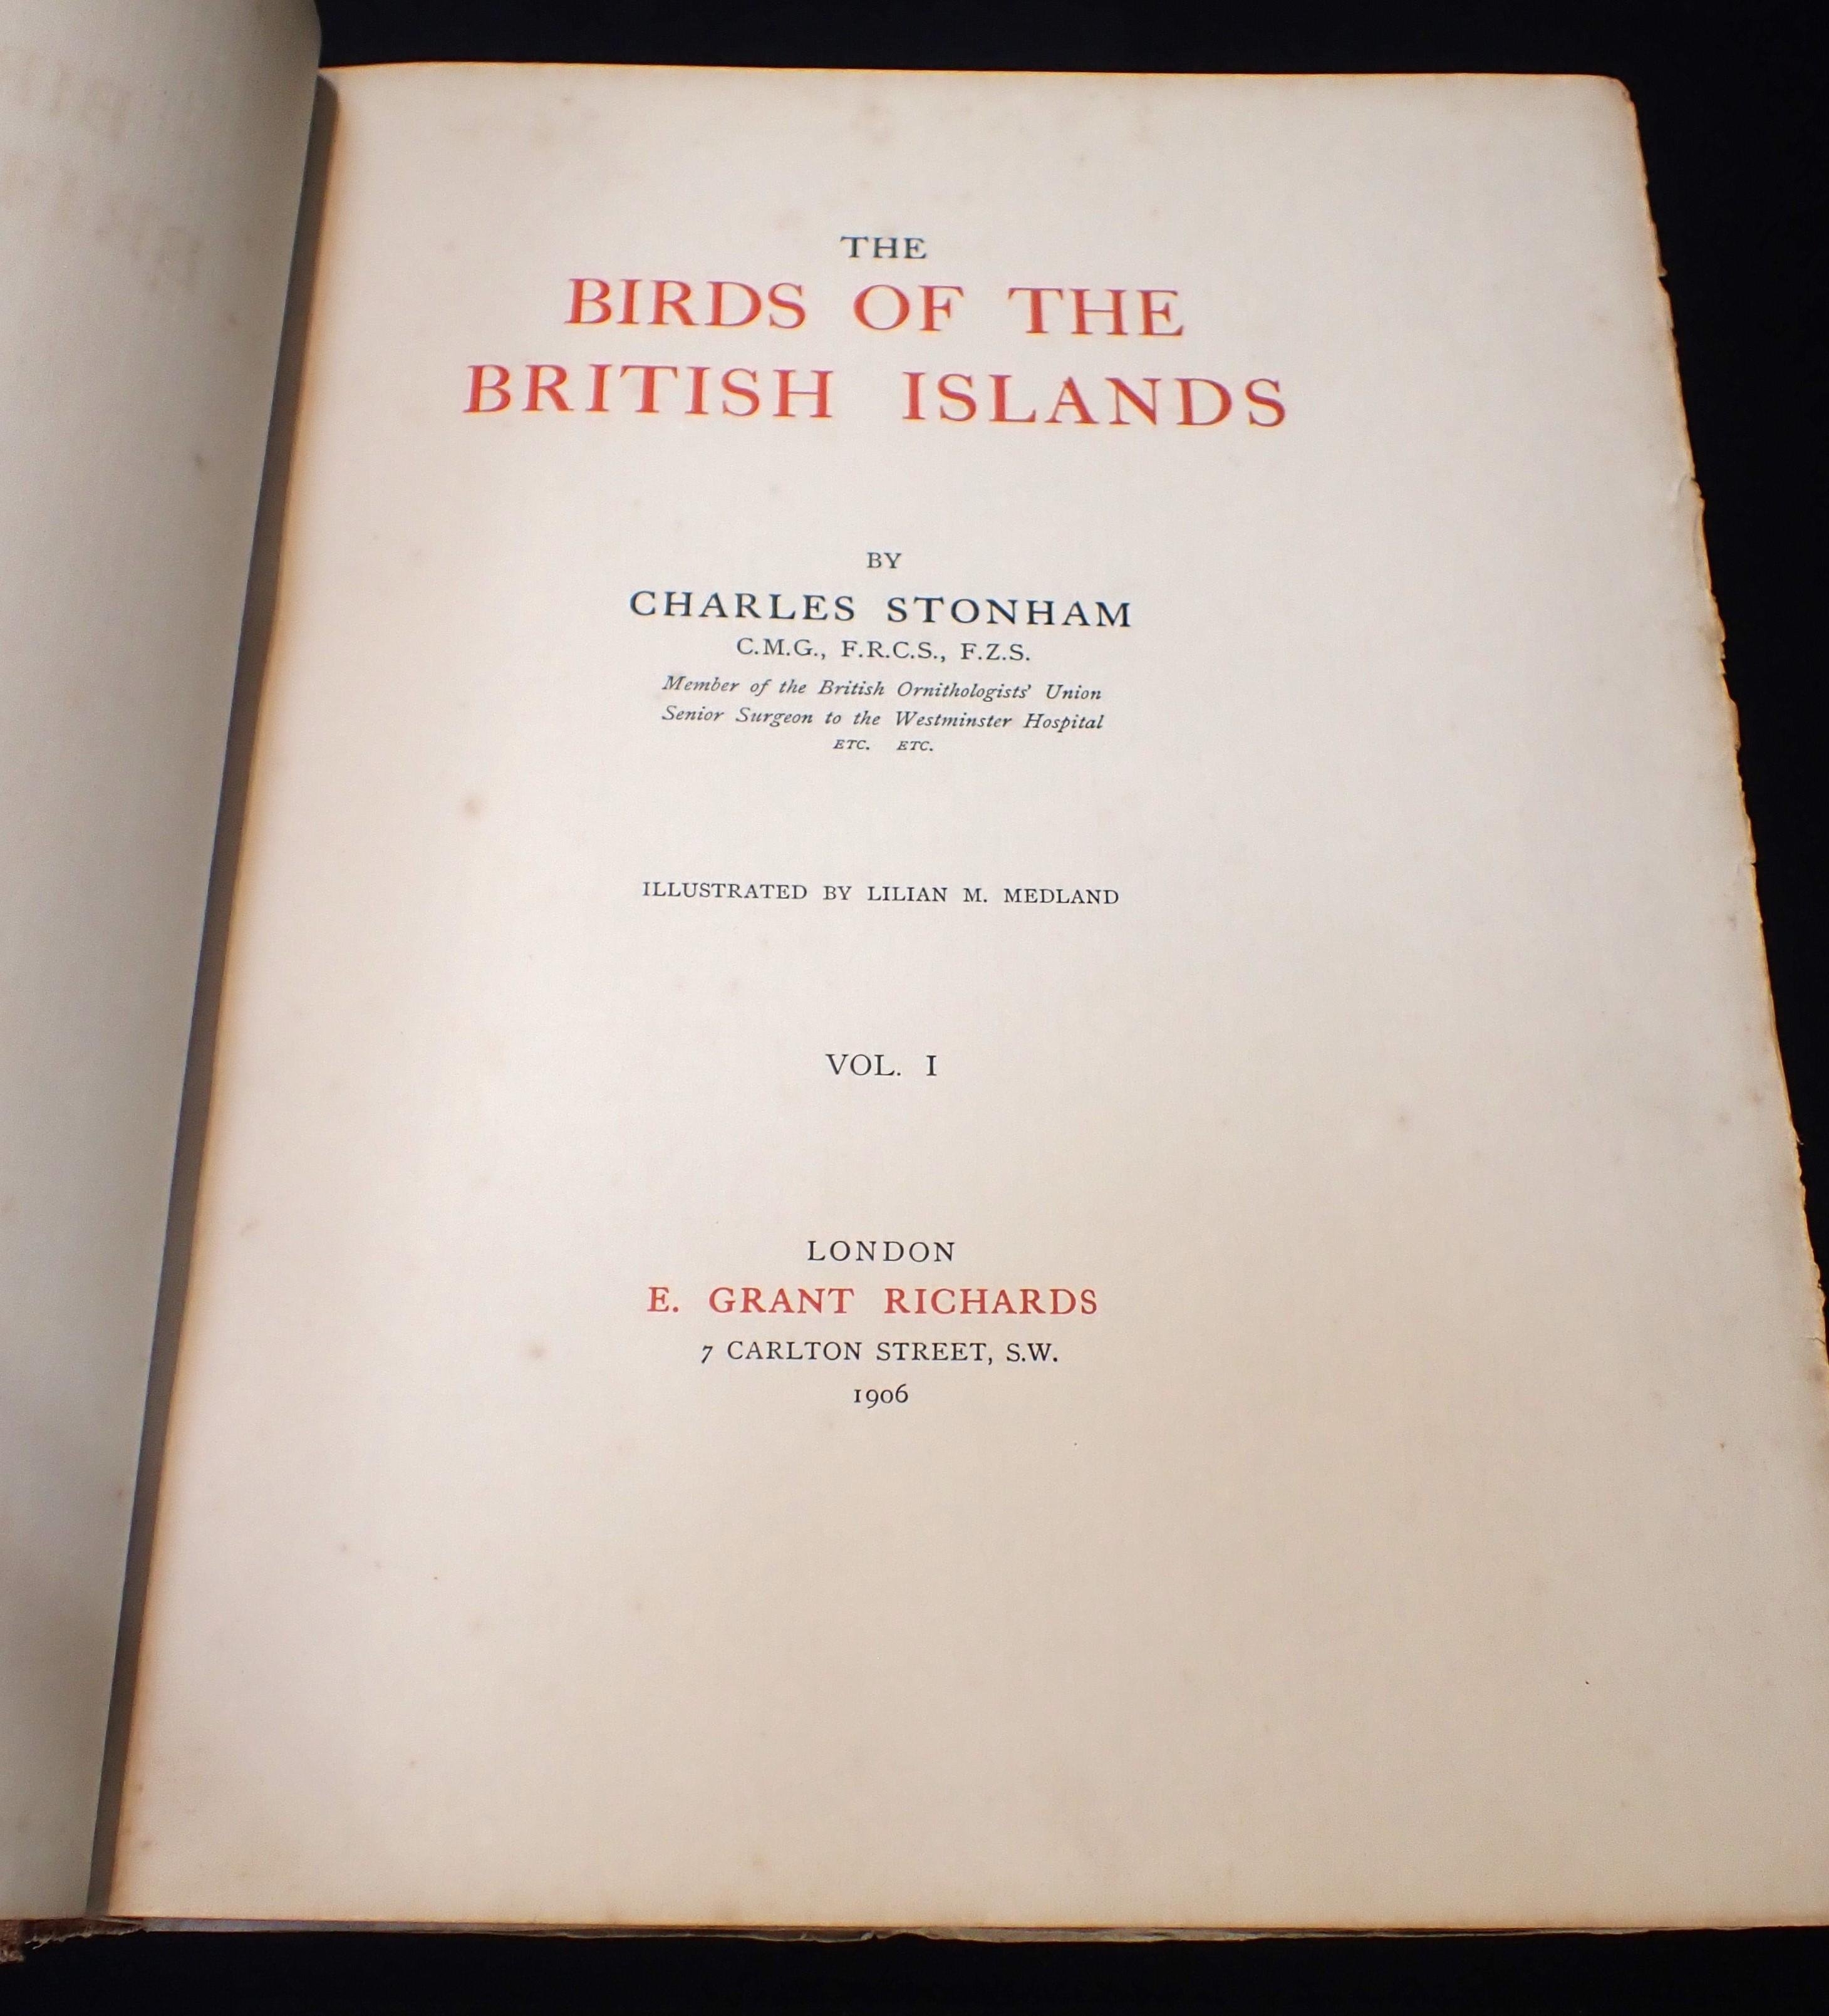 THE
BIRDS OF THE
BRITISH ISLANDS
BY
CHARLES STONHAM
C.M.G., F.R.C.S., F.Z.S.
Member of the British Ornithologists' Union
Senior Surgeon to the Westminster Hospital
ETC. ETC.
ILLUSTRATED BY LILIAN M. MEDLAND
VOL. I
LONDON
E. GRANT RICHARDS
7 CARLTON STREET, S.W.
1906